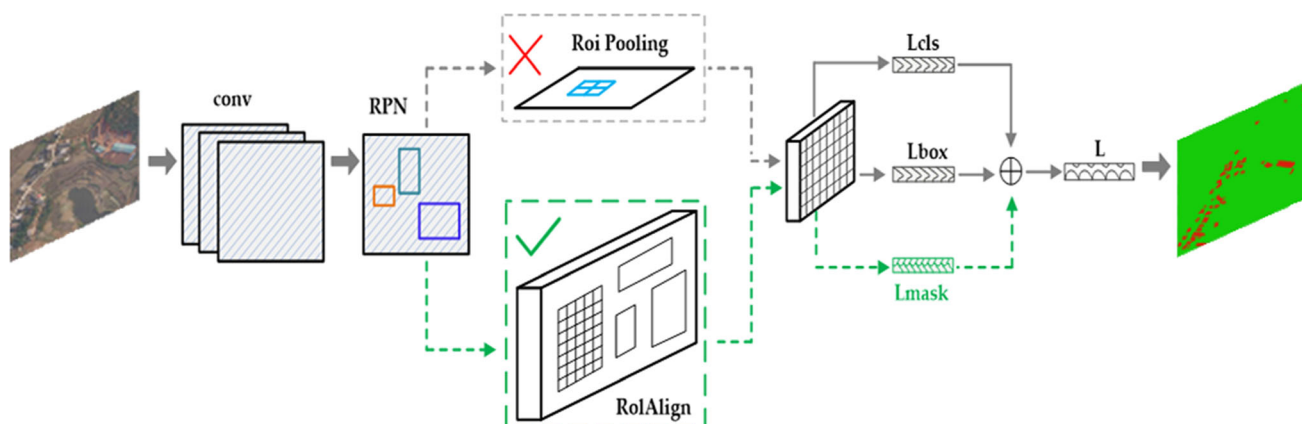 Roi Pooling
Lcls
conv
RPN
Lbox
L
Lmask
RoIAlign